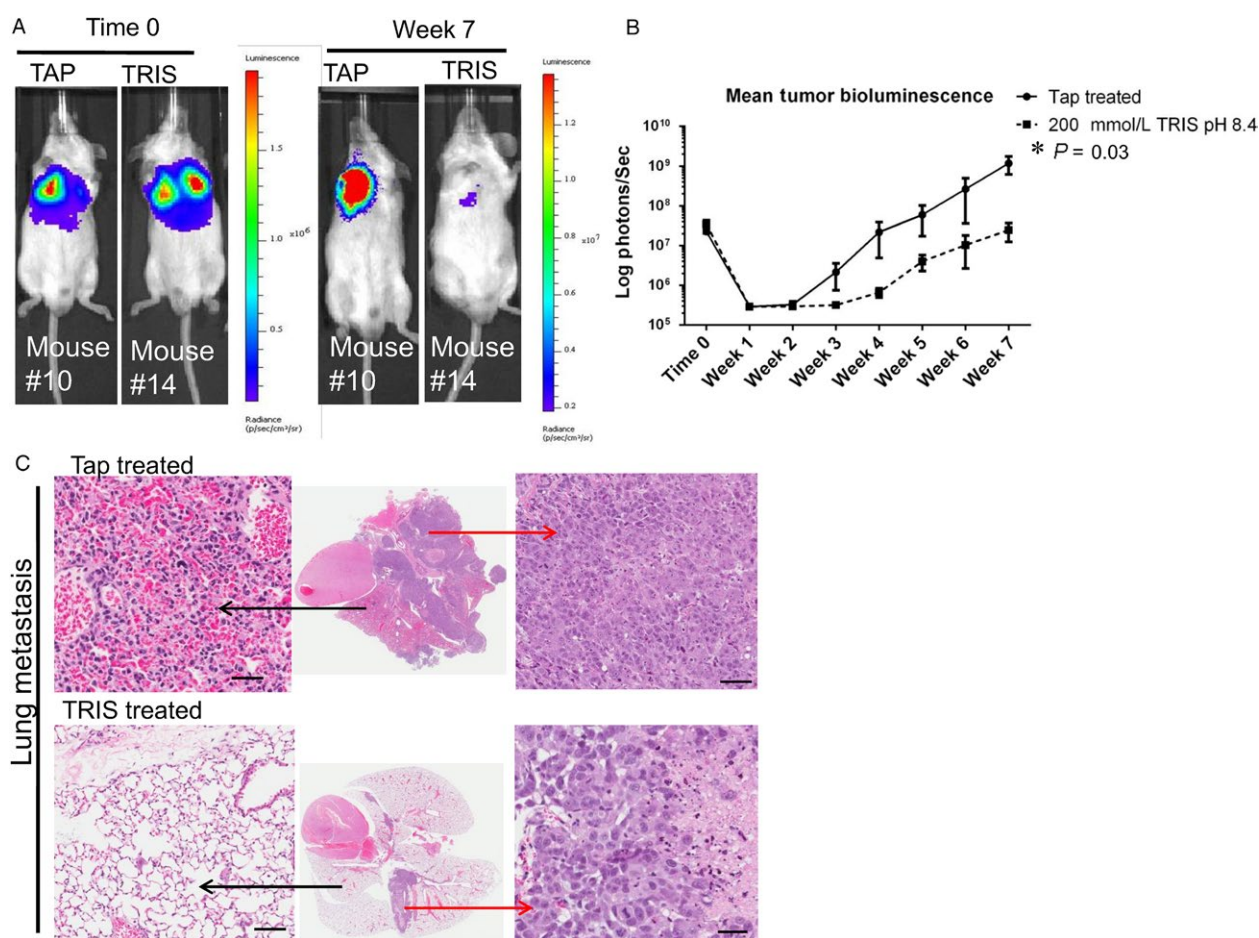 A
Time 0
Week 7
TAP
TRIS
Luminescence
TAP
TRIS
Luminescence
1.5
1.0
x10⁶
0.5
1.2
1.0
x10⁷
0.8
0.6
0.4
0.2
Mouse
#10
Mouse
#14
Mouse
#10
Mouse
#14
Radiance
(p/sec/cm³/sr)
Radiance
(p/sec/cm³/sr)
B
Mean tumor bioluminescence
Tap treated
200 mmol/L TRIS pH 8.4
* P = 0.03
Log photons/Sec
10¹⁰
10⁹
10⁸
10⁷
10⁶
10⁵
Time 0
Week 1
Week 2
Week 3
Week 4
Week 5
Week 6
Week 7
C
Tap treated
Lung metastasis
TRIS treated